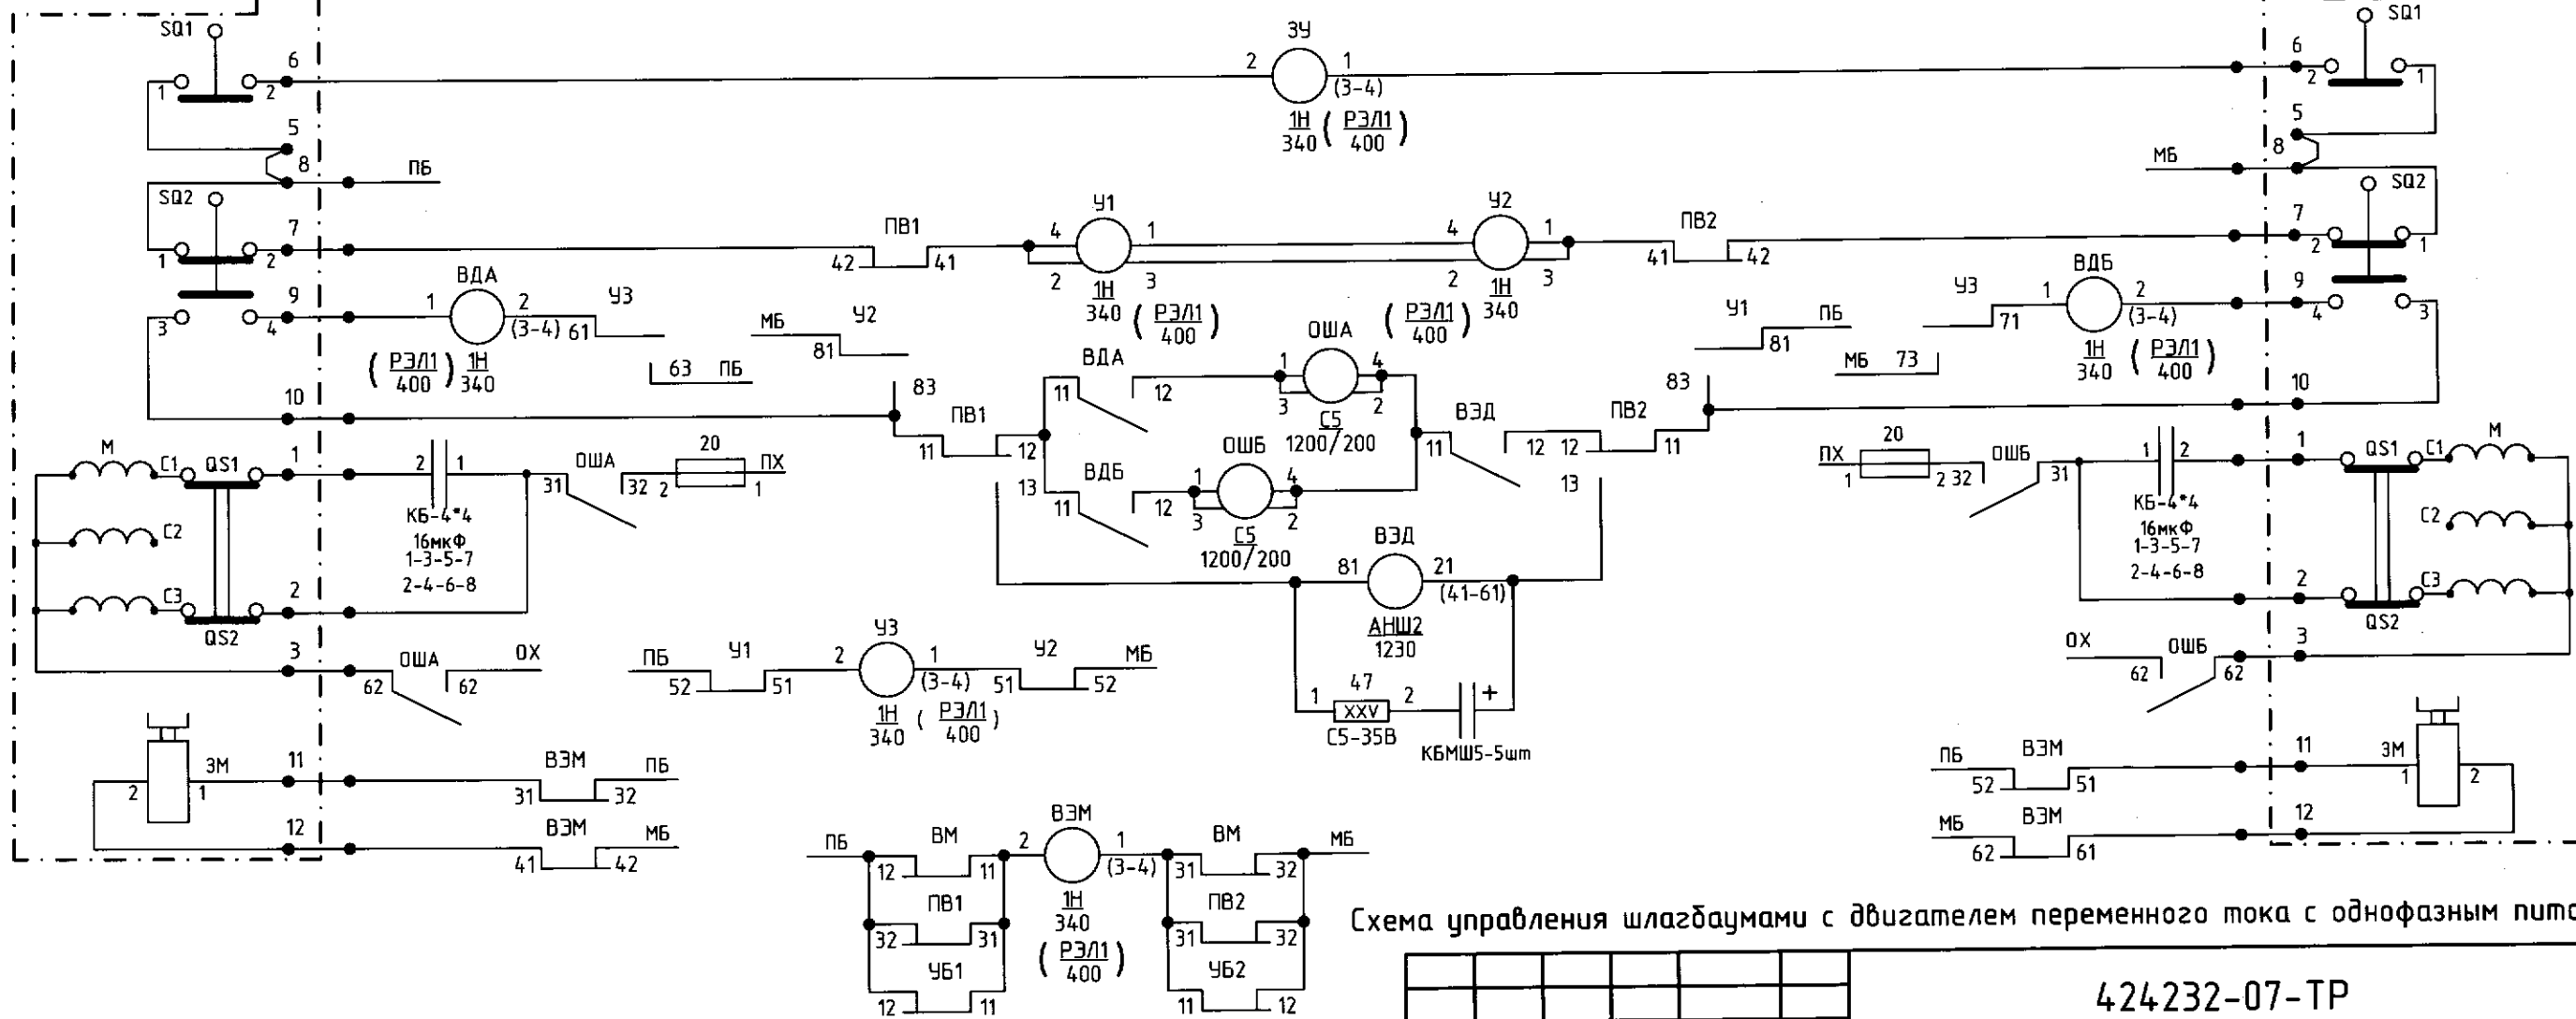 SQ1 ЗУ SQ1
6 2 1 6
1 2 (3-4) 2 1
1Н 340 (РЭЛ1 400)
5 5
8 ПБ МБ 8
SQ2 У1 У2 SQ2
7 ПВ1 4 1 4 1 ПВ2 7
1 2 42 41 2 3 2 3 41 42 2 1
1Н 340 (РЭЛ1 400) (РЭЛ1 400) 1Н 340
9 ВДА У3 МБ У2 У1 ПБ У3 ВДБ 9
3 4 1 2 (3-4) 61 81 81 71 1 2 (3-4) 4 3
(РЭЛ1 400) 1Н 340 63 ПБ МБ 73 1Н 340 (РЭЛ1 400)
ВДА ОША
11 12 1 4 3 2
С5 1200/200
10 83 83 10
ПВ1 ВЭД ПВ2
11 12 11 12 12 11
13 13
ВДБ ОШБ
11 12 1 4 3 2
С5 1200/200
М С1 QS1 1 2 1 ОША 20 ПХ ПХ 20 ОШБ 1 2 1 QS1 С1 М
31 32 2 1 1 2 32 31
С2 КБ-4*4 КБ-4*4 С2
16мкФ 16мкФ
1-3-5-7 1-3-5-7
2-4-6-8 2-4-6-8
С3 QS2 2 2 QS2 С3
ВЭД
81 21
(41-61)
АНШ2 1230
1 47 2 +
XXV
С5-35В КБМШ5-5шт
3 ОША ОХ ОХ ОШБ 3
62 62 62 62
ПБ У1 2 У3 1 У2 МБ
52 51 (3-4) 51 52
1Н 340 (РЭЛ1 400)
ЭМ 11 ВЭМ ПБ ПБ ВЭМ 11 ЭМ
2 1 31 32 52 51 1 2
12 ВЭМ МБ МБ ВЭМ 12
41 42 62 61
ПБ ВМ 2 ВЭМ 1 ВМ МБ
12 11 (3-4) 31 32
ПВ1 1Н 340 ПВ2
32 31 (РЭЛ1 400) 31 32
УБ1 УБ2
12 11 11 12
Схема управления шлагбаумами с двигателем переменного тока с однофазным пита
424232-07-ТР